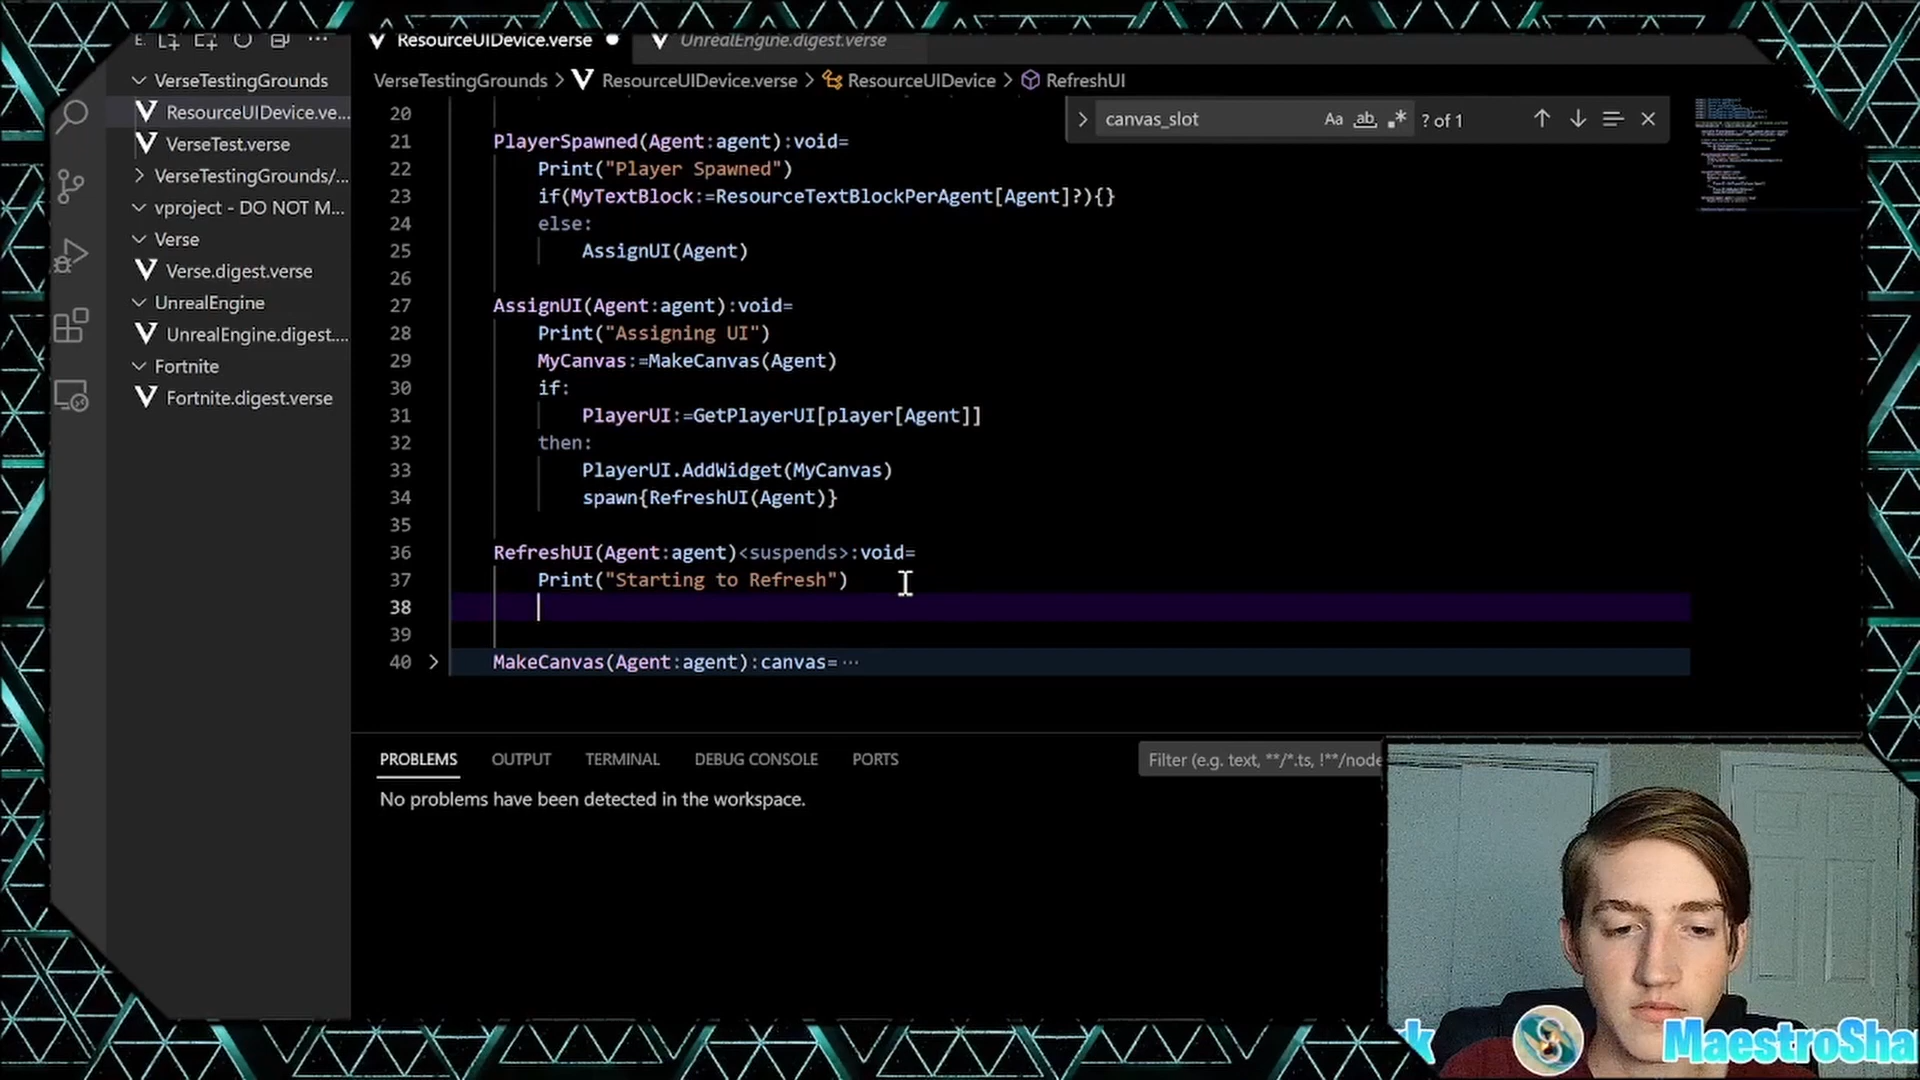 E. ...
ResourceUIDevice.verse
UnrealEngine.digest.verse
VerseTestingGrounds
ResourceUIDevice.ve...
VerseTest.verse
VerseTestingGrounds/...
vproject - DO NOT M...
Verse
Verse.digest.verse
UnrealEngine
UnrealEngine.digest....
Fortnite
Fortnite.digest.verse
VerseTestingGrounds > ResourceUIDevice.verse > ResourceUIDevice > RefreshUI
canvas_slot Aa ab .* ? of 1
20
21 PlayerSpawned(Agent:agent):void=
22 Print("Player Spawned")
23 if(MyTextBlock:=ResourceTextBlockPerAgent[Agent]?){}
24 else:
25 AssignUI(Agent)
26
27 AssignUI(Agent:agent):void=
28 Print("Assigning UI")
29 MyCanvas:=MakeCanvas(Agent)
30 if:
31 PlayerUI:=GetPlayerUI[player[Agent]]
32 then:
33 PlayerUI.AddWidget(MyCanvas)
34 spawn{RefreshUI(Agent)}
35
36 RefreshUI(Agent:agent)<suspends>:void=
37 Print("Starting to Refresh")
38
39
40 MakeCanvas(Agent:agent):canvas= ...
PROBLEMS OUTPUT TERMINAL DEBUG CONSOLE PORTS
Filter (e.g. text, **/*.ts, !**/node
No problems have been detected in the workspace.
k MaestroSha